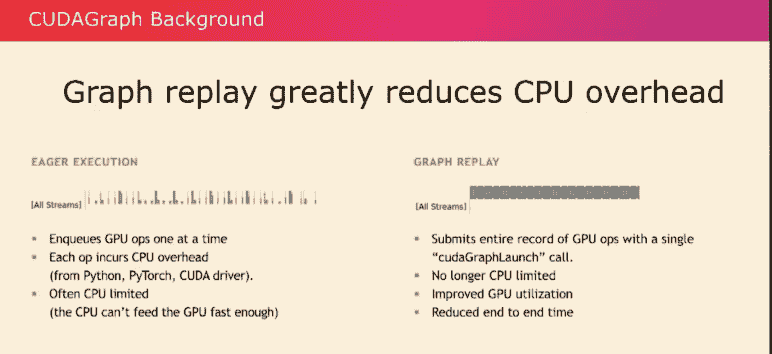 CUDAGraph Background
Graph replay greatly reduces CPU overhead
EAGER EXECUTION
[All Streams]
Enqueues GPU ops one at a time
Each op incurs CPU overhead
(from Python, PyTorch, CUDA driver).
Often CPU limited
(the CPU can't feed the GPU fast enough)
GRAPH REPLAY
[All Streams]
Submits entire record of GPU ops with a single
“cudaGraphLaunch” call.
No longer CPU limited
Improved GPU utilization
Reduced end to end time